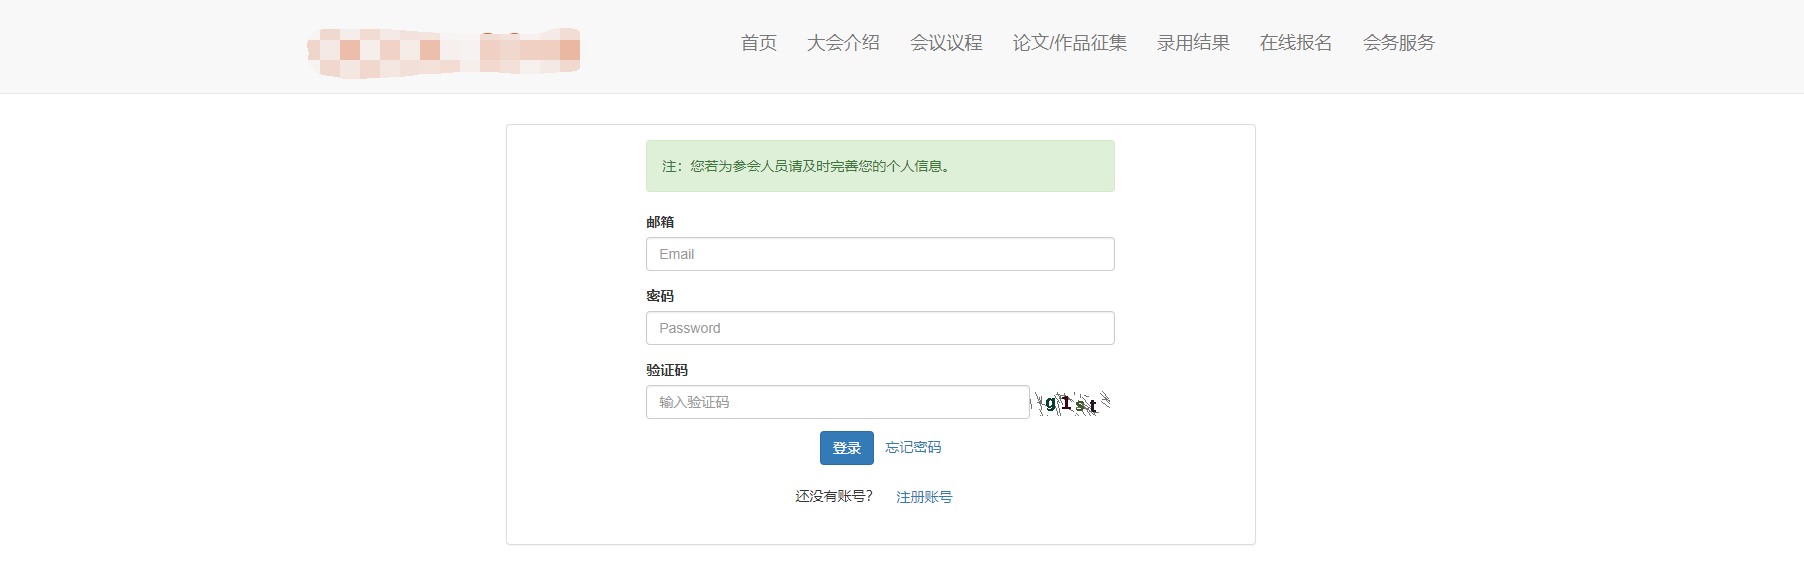 首页 大会介绍 会议议程 论文/作品征集 录用结果 在线报名 会务服务
注：您若为参会人员请及时完善您的个人信息。
邮箱
Email
密码
Password
验证码
输入验证码
登录 忘记密码
还没有账号? 注册账号